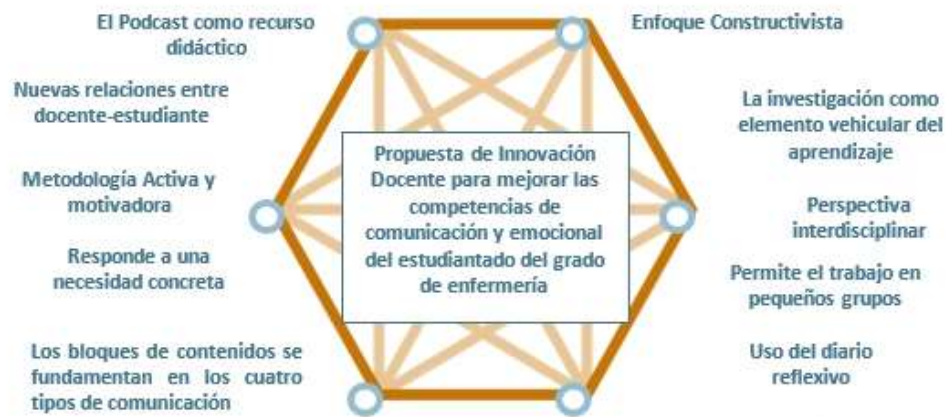 El Podcast como recurso
didáctico
Nuevas relaciones entre
docente-estudiante
Metodología Activa y
motivadora
Responde a una
necesidad concreta
Los bloques de contenidos se
fundamentan en los cuatro
tipos de comunicación
Propuesta de Innovación
Docente para mejorar las
competencias de
comunicación y emocional
del estudiantado del grado
de enfermería
Enfoque Constructivista
La investigación como
elemento vehicular del
aprendizaje
Perspectiva
interdisciplinar
Permite el trabajo en
pequeños grupos
Uso del diario
reflexivo